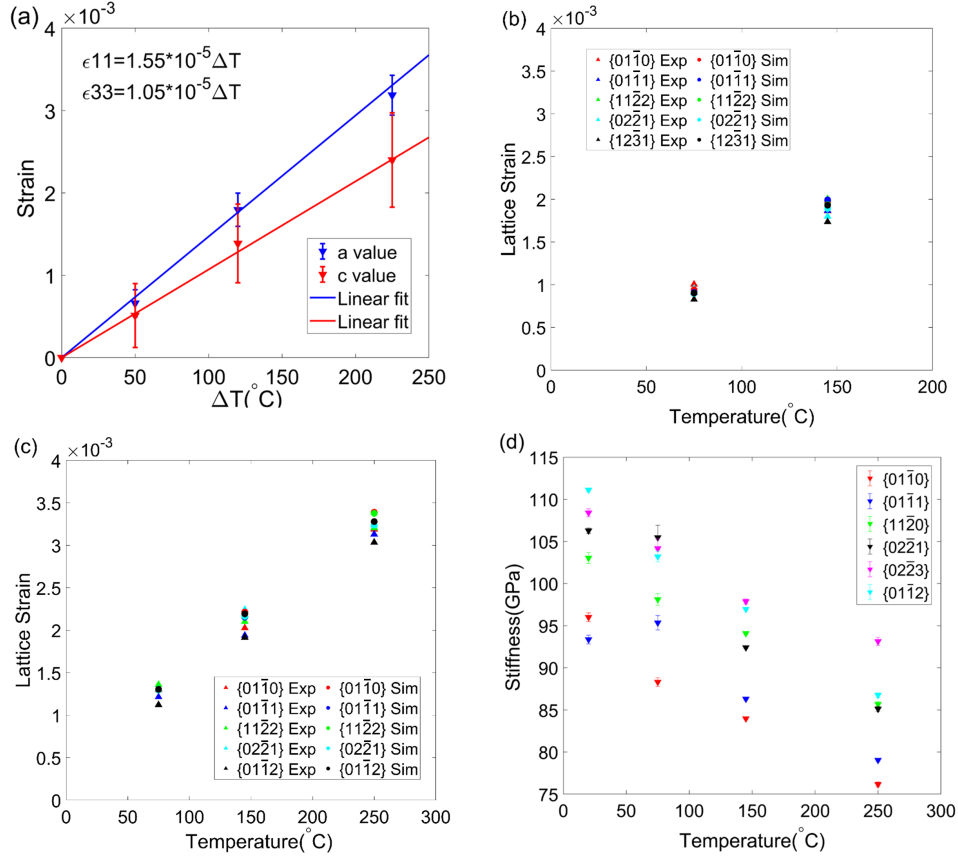 (a)
×10⁻³
ϵ11=1.55*10⁻⁵ΔT
ϵ33=1.05*10⁻⁵ΔT
4
3
2
1
0
Strain
a value
c value
Linear fit
Linear fit
0 50 100 150 200 250
ΔT(°C)
(b)
×10⁻³
4
3.5
3
2.5
2
1.5
1
0.5
0
Lattice Strain
{011̅0} Exp {011̅0} Sim
{011̅1} Exp {011̅1} Sim
{112̅2} Exp {112̅2} Sim
{022̅1} Exp {022̅1} Sim
{123̅1} Exp {123̅1} Sim
0 50 100 150 200
Temperature(°C)
(c)
×10⁻³
4
3.5
3
2.5
2
1.5
1
0.5
0
Lattice Strain
{011̅0} Exp {011̅0} Sim
{011̅1} Exp {011̅1} Sim
{112̅2} Exp {112̅2} Sim
{022̅1} Exp {022̅1} Sim
{011̅2} Exp {011̅2} Sim
0 50 100 150 200 250 300
Temperature(°C)
(d)
115
110
105
100
95
90
85
80
75
Stiffness(GPa)
{011̅0}
{011̅1}
{112̅0}
{022̅1}
{022̅3}
{011̅2}
0 50 100 150 200 250 300
Temperature(°C)